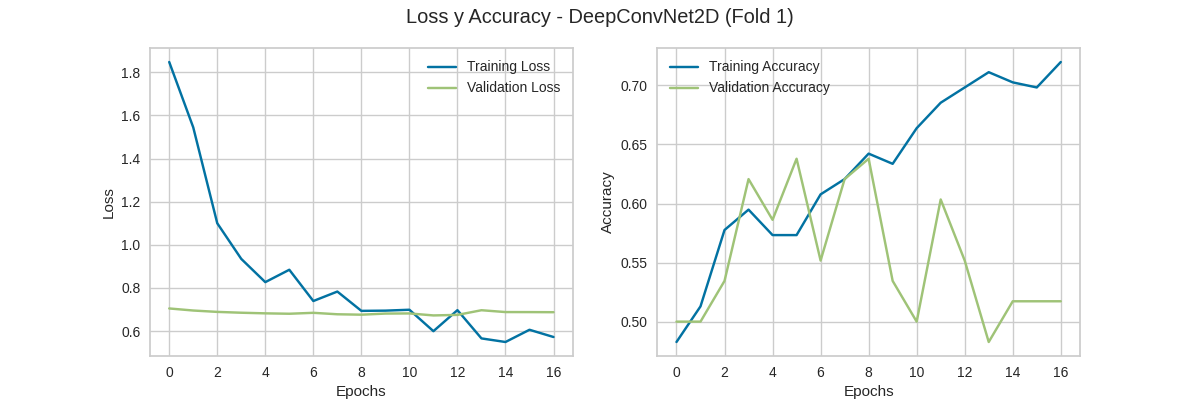 Loss y Accuracy - DeepConvNet2D (Fold 1)
Training Loss
Validation Loss
1.8
1.6
1.4
1.2
1.0
0.8
0.6
Loss
0 2 4 6 8 10 12 14 16
Epochs
Training Accuracy
Validation Accuracy
0.70
0.65
0.60
0.55
0.50
Accuracy
0 2 4 6 8 10 12 14 16
Epochs